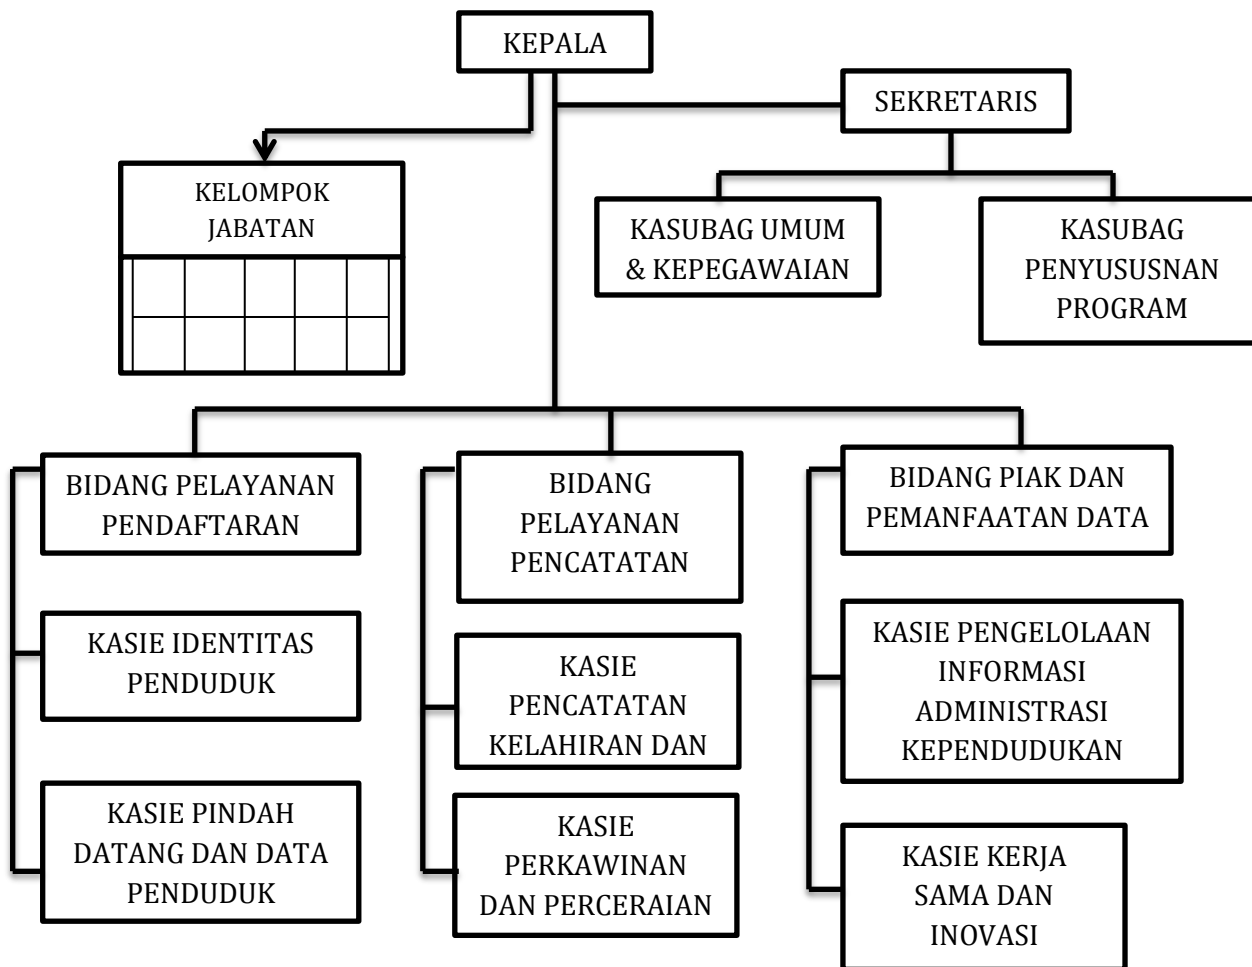 KEPALA
SEKRETARIS
KELOMPOK
JABATAN
KASUBAG UMUM
& KEPEGAWAIAN
KASUBAG
PENYUSUSNAN
PROGRAM
BIDANG PELAYANAN
PENDAFTARAN
KASIE IDENTITAS
PENDUDUK
KASIE PINDAH
DATANG DAN DATA
PENDUDUK
BIDANG
PELAYANAN
PENCATATAN
KASIE
PENCATATAN
KELAHIRAN DAN
KASIE
PERKAWINAN
DAN PERCERAIAN
BIDANG PIAK DAN
PEMANFAATAN DATA
KASIE PENGELOLAAN
INFORMASI
ADMINISTRASI
KEPENDUDUKAN
KASIE KERJA
SAMA DAN
INOVASI